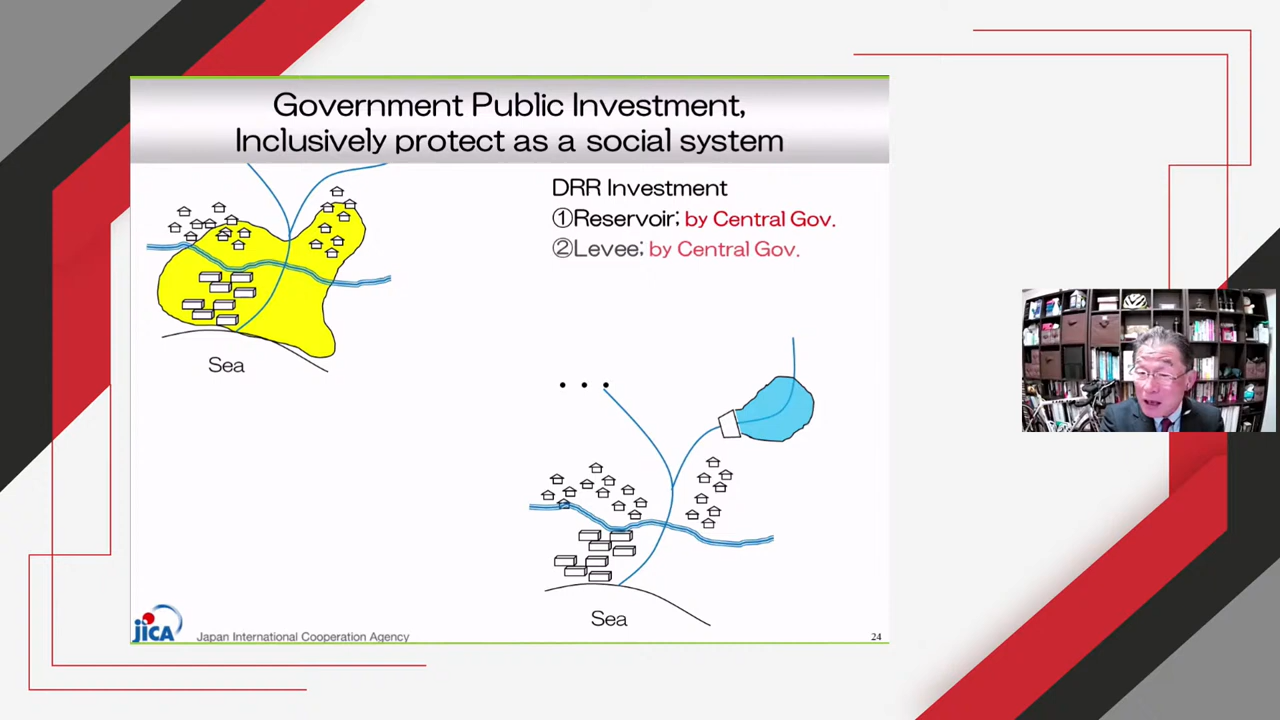 Government Public Investment,
Inclusively protect as a social system
DRR Investment
①Reservoir; by Central Gov.
②Levee; by Central Gov.
Sea
• • •
Sea
jICA
Japan International Cooperation Agency
24